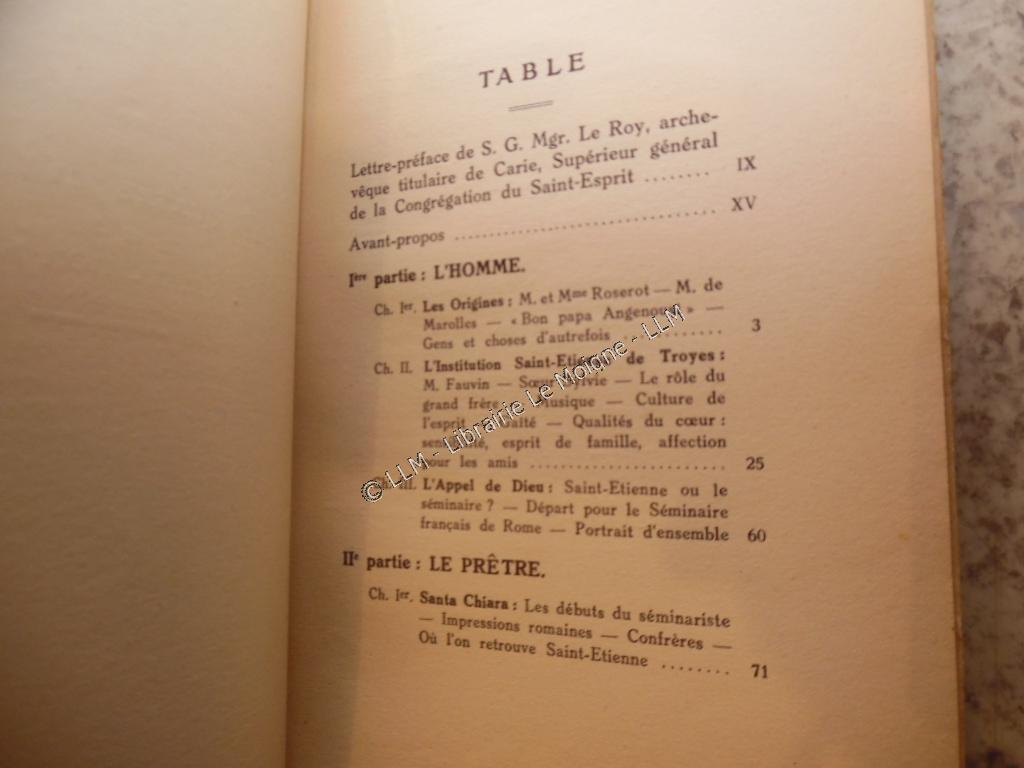 TABLE
Lettre-préface de S. G. Mgr. Le Roy, arche-
vêque titulaire de Carie, Supérieur général
de la Congrégation du Saint-Esprit ........ IX
Avant-propos .................................... XV
Ière partie : L'HOMME.
Ch. Ier. Les Origines : M. et Mme Roserot — M. de
Marolles — « Bon papa Angenoust » —
Gens et choses d'autrefois ............ 3
Ch. II. L'Institution Saint-Etienne de Troyes :
M. Fauvin — Sœur Sylvie — Le rôle du
grand frère — Musique — Culture de
l'esprit — — Qualités du cœur :
sensibilité, esprit de famille, affection
pour les amis ........................ 25
Ch. III. L'Appel de Dieu : Saint-Etienne ou le
séminaire ? — Départ pour le Séminaire
français de Rome — Portrait d'ensemble 60
IIe partie : LE PRÊTRE.
Ch. Ier. Santa Chiara : Les débuts du séminariste
— Impressions romaines — Confrères —
Où l'on retrouve Saint-Etienne ........ 71
© LLM - Librairie Le Moigne - LLM